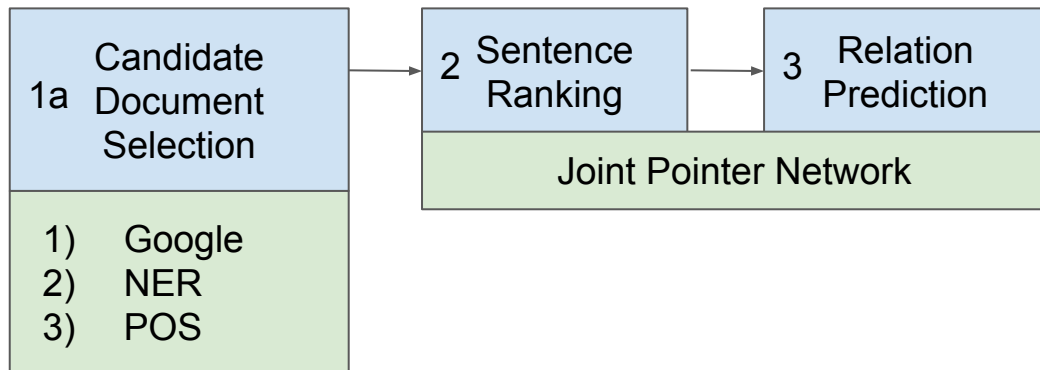 1a
Candidate
Document
Selection
1) Google
2) NER
3) POS
2
Sentence
Ranking
3
Relation
Prediction
Joint Pointer Network